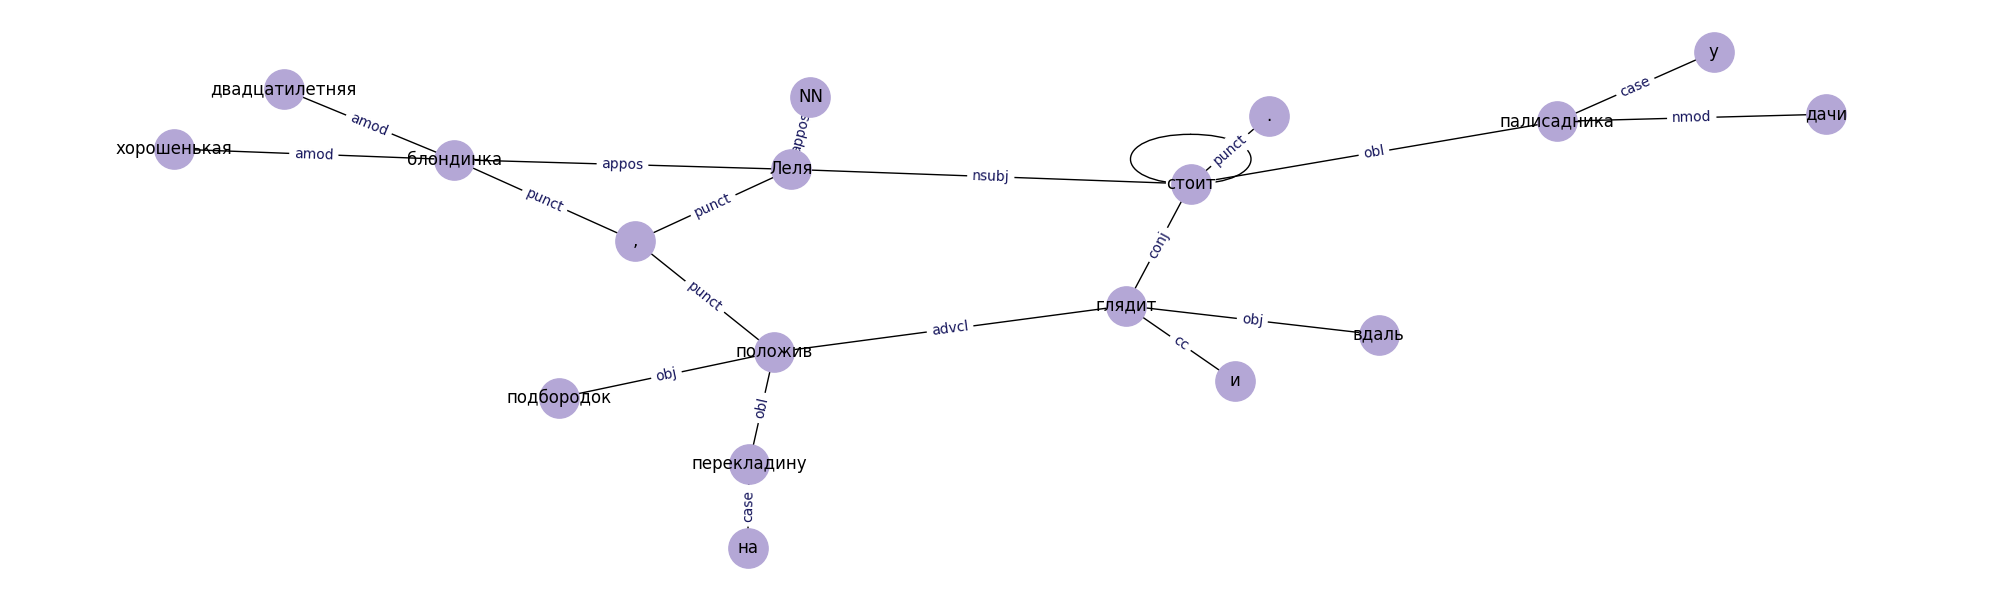 у
case
двадцатилетняя
NN
.
палисадника
nmod
дачи
amod
appos
punct
хорошенькая
amod
блондинка
appos
Леля
nsubj
стоит
obl
punct
punct
,
conj
punct
глядит
obj
вдаль
advcl
cc
положив
и
obj
подбородок
obl
перекладину
case
на